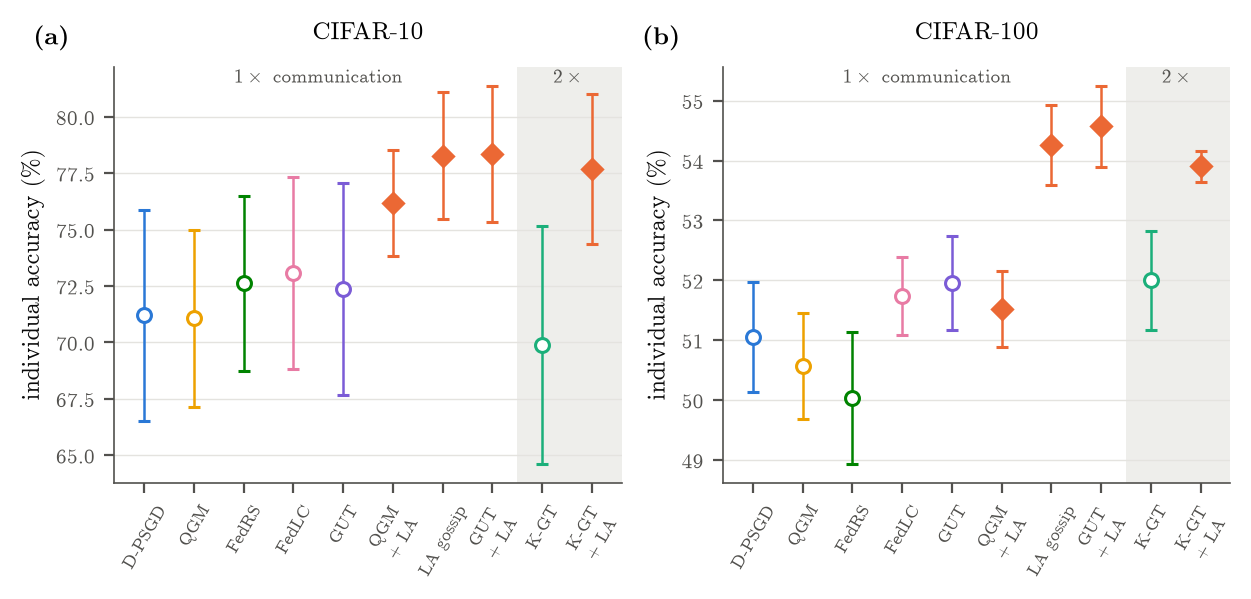 (a)
CIFAR-10
1 × communication
2 ×
individual accuracy (%)
80.0
77.5
75.0
72.5
70.0
67.5
65.0
D-PSGD
QGM
FedRS
FedLC
GUT
QGM
+ LA
LA gossip
GUT
+ LA
K-GT
K-GT
+ LA
(b)
CIFAR-100
1 × communication
2 ×
individual accuracy (%)
55
54
53
52
51
50
49
D-PSGD
QGM
FedRS
FedLC
GUT
QGM
+ LA
LA gossip
GUT
+ LA
K-GT
K-GT
+ LA